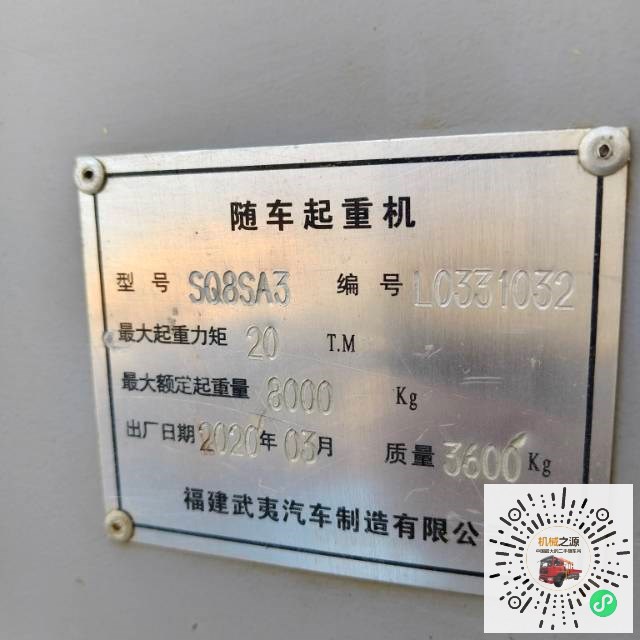 随车起重机
型号 SQ8SA3 编号 L0331032
最大起重力矩 20 T.M
最大额定起重量 8000 Kg
出厂日期 2020年03月 质量 3600 Kg
福建武夷汽车制造有限公
机械之源